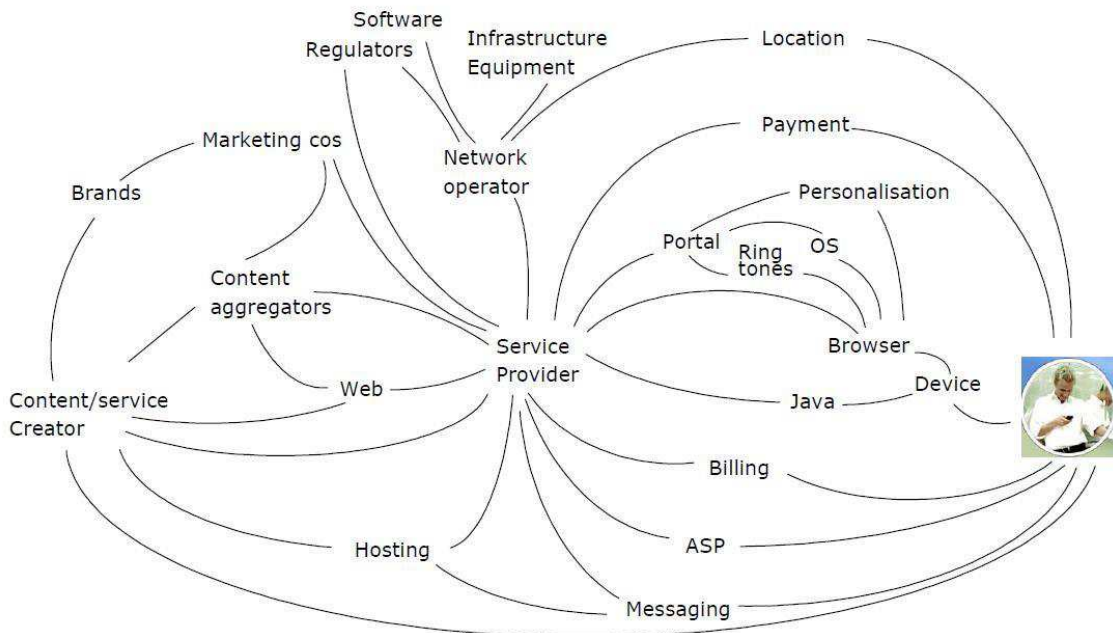 Software
Regulators
Infrastructure
Equipment
Location
Marketing cos
Payment
Network
operator
Brands
Personalisation
Portal
OS
Ring
tones
Content
aggregators
Service
Provider
Browser
Web
Device
Content/service
Creator
Java
Billing
Hosting
ASP
Messaging